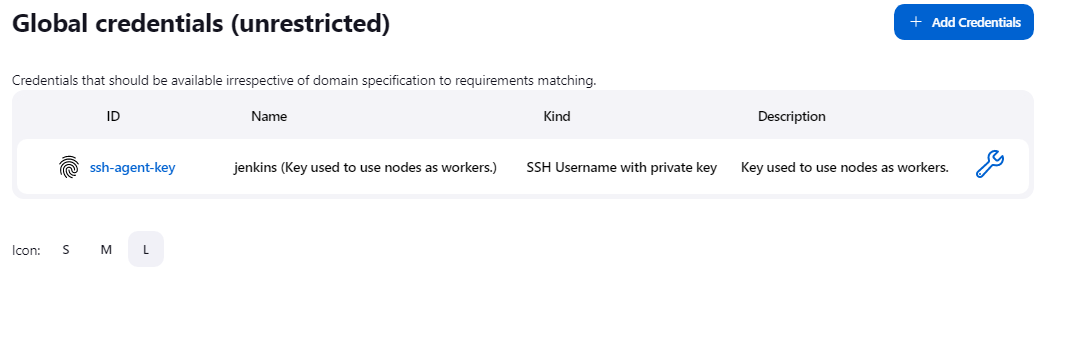 Global credentials (unrestricted)
+ Add Credentials
Credentials that should be available irrespective of domain specification to requirements matching.
ID Name Kind Description
ssh-agent-key jenkins (Key used to use nodes as workers.) SSH Username with private key Key used to use nodes as workers.
Icon: S M L